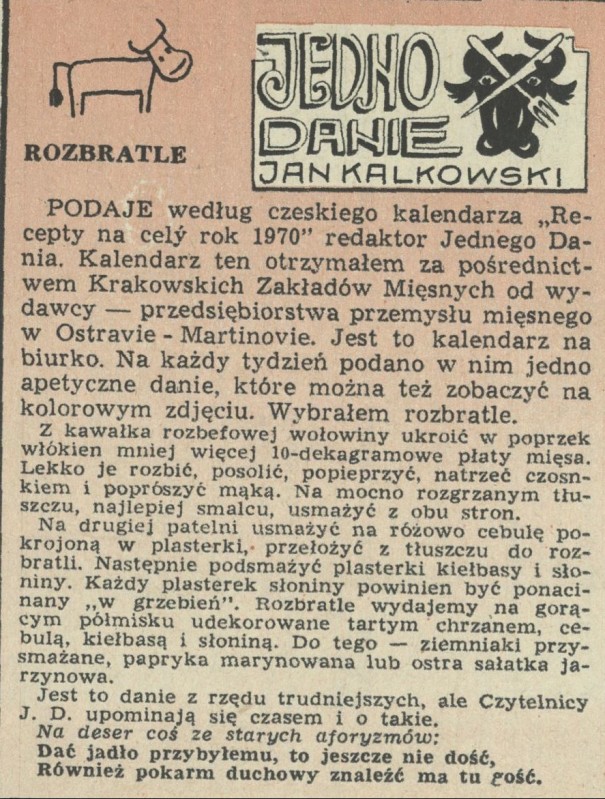 JEDNO
DANIE
JAN KALKOWSKI
ROZBRATLE
PODAJE według czeskiego kalendarza „Re-
cepty na celý rok 1970” redaktor Jednego Da-
nia. Kalendarz ten otrzymałem za pośrednict-
wem Krakowskich Zakładów Mięsnych od wy-
dawcy — przedsiębiorstwa przemysłu mięsnego
w Ostravie - Martinovie. Jest to kalendarz na
biurko. Na każdy tydzień podano w nim jedno
apetyczne danie, które można też zobaczyć na
kolorowym zdjęciu. Wybrałem rozbratle.
Z kawałka rozbefowej wołowiny ukroić w poprzek
włókien mniej więcej 10-dekagramowe płaty mięsa.
Lekko je rozbić, posolić, popieprzyć, natrzeć czosn-
kiem i poprószyć mąką. Na mocno rozgrzanym tłu-
szczu, najlepiej smalcu, usmażyć z obu stron.
Na drugiej patelni usmażyć na różowo cebulę po-
krojoną w plasterki, przełożyć z tłuszczu do roz-
bratli. Następnie podsmażyć plasterki kiełbasy i sło-
niny. Każdy plasterek słoniny powinien być ponaci-
nany „w grzebień”. Rozbratle wydajemy na gorą-
cym półmisku udekorowane tartym chrzanem, ce-
bulą, kiełbasą i słoniną. Do tego — ziemniaki przy-
smażane, papryka marynowana lub ostra sałatka ja-
rzynowa.
Jest to danie z rzędu trudniejszych, ale Czytelnicy
J. D. upominają się czasem i o takie.
Na deser coś ze starych aforyzmów:
Dać jadło przybyłemu, to jeszcze nie dość,
Również pokarm duchowy znaleźć ma tu gość.